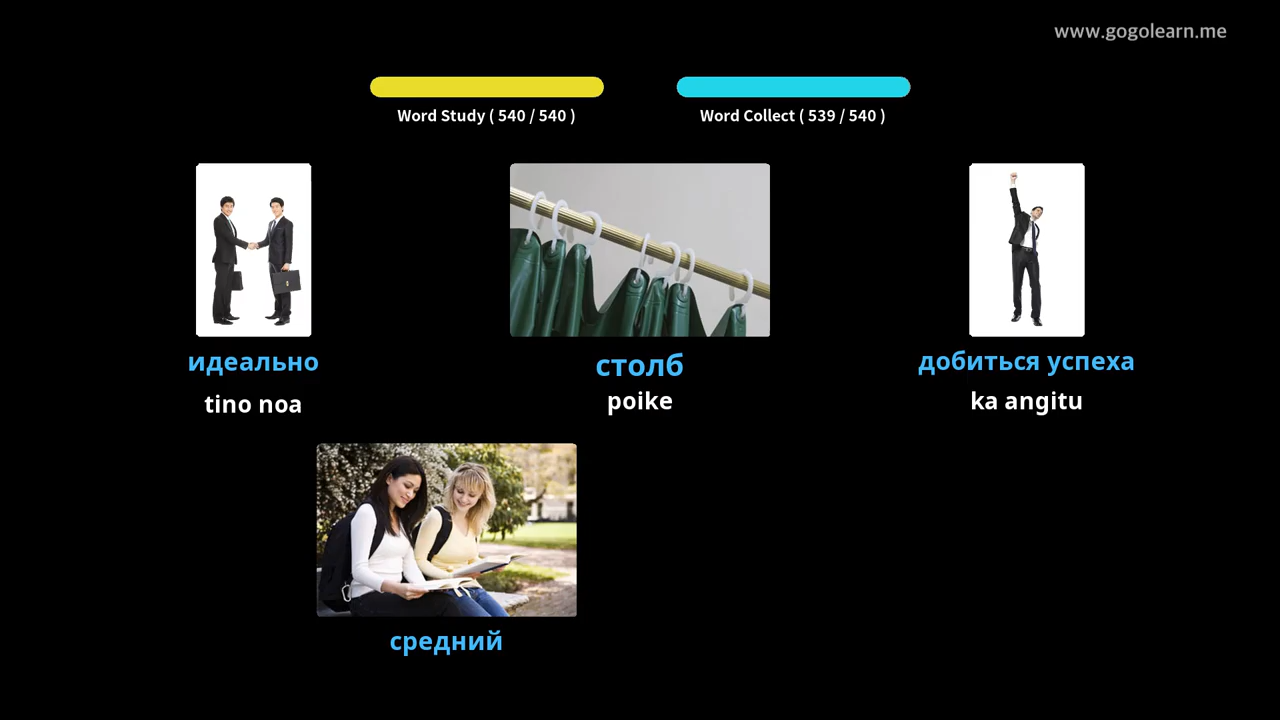 www.gogolearn.me
Word Study ( 540 / 540 )
Word Collect ( 539 / 540 )
идеально
tino noa
столб
poike
добиться успеха
ka angitu
средний